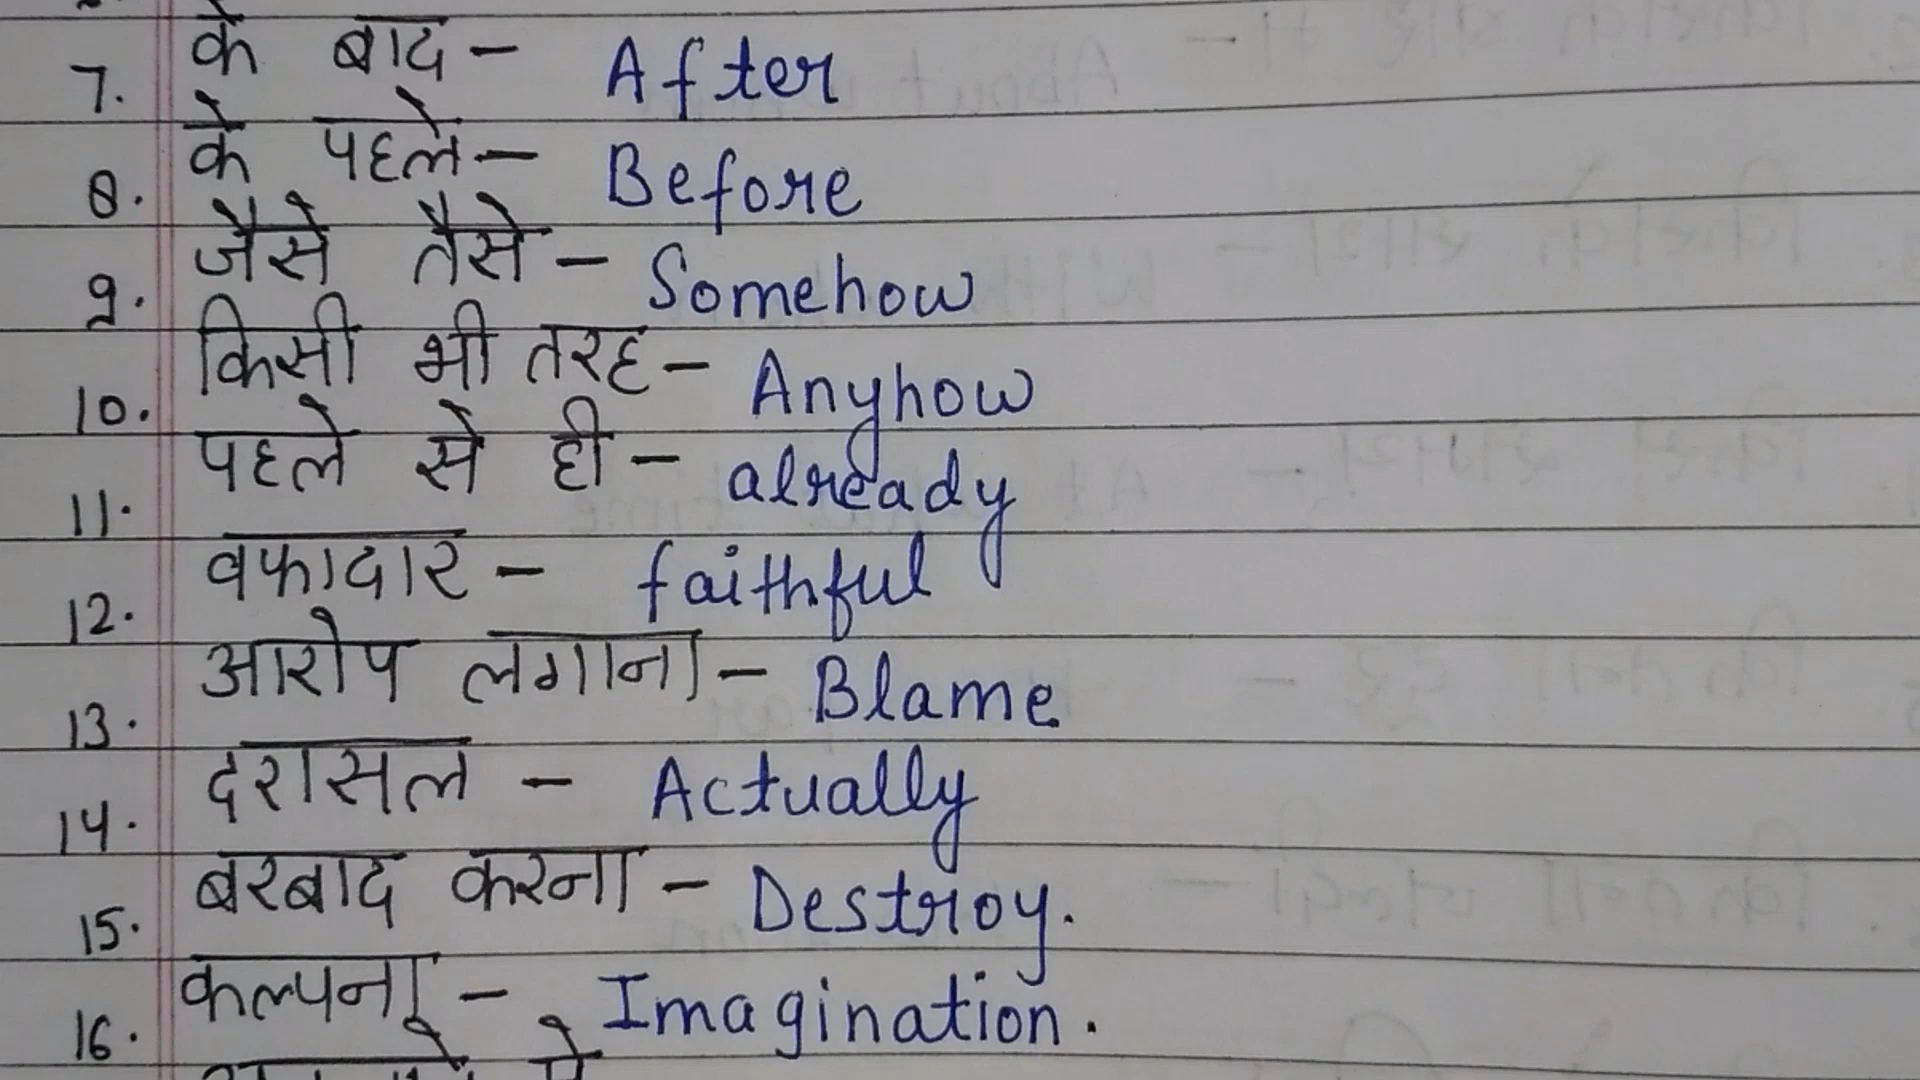 7. के बाद - After
8. के पहले - Before
9. जैसे तैसे - Somehow
10. किसी भी तरह - Anyhow
11. पहले से ही - already
12. वफादार - faithful
13. आरोप लगाना - Blame
14. दरासल - Actually
15. बरबाद करना - Destroy.
16. कल्पना - Imagination.